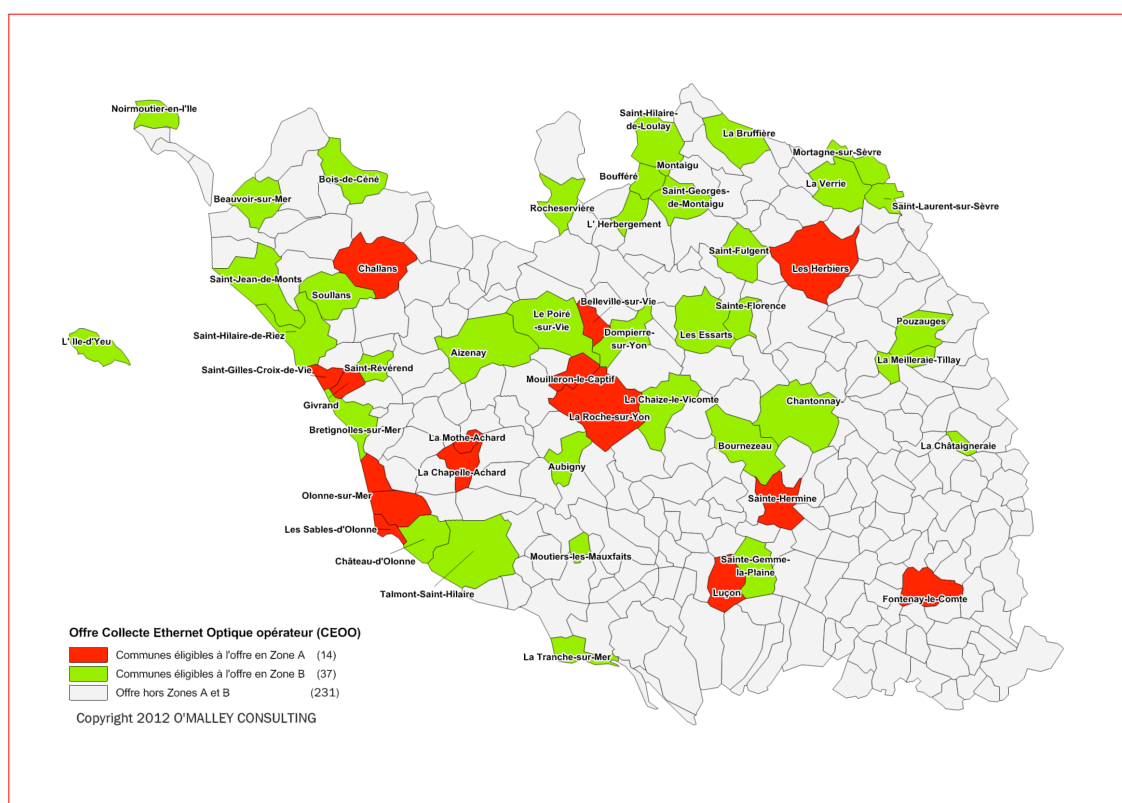 Noirmoutier-en-l'Ile
Saint-Hilaire-
de-Loulay
La Bruffière
Mortagne-sur-Sèvre
Montaigu
Bois-de-Céné
Boufféré
La Verrie
Beauvoir-sur-Mer
Saint-Georges-
de-Montaigu
Saint-Laurent-sur-Sèvre
Rocheservière
L' Herbergement
Saint-Fulgent
Challans
Les Herbiers
Saint-Jean-de-Monts
Soullans
Belleville-sur-Vie
Sainte-Florence
Le Poiré
-sur-Vie
Pouzauges
Saint-Hilaire-de-Riez
Dompierre-
sur-Yon
Les Essarts
L' Ile-d'Yeu
Aizenay
La Meilleraie-Tillay
Saint-Gilles-Croix-de-Vie
Saint-Révérend
Mouilleron-le-Captif
Givrand
La Chaize-le-Vicomte
Chantonnay
La Roche-sur-Yon
Bretignolles-sur-Mer
La Mothe-Achard
Bournezeau
La Châtaigneraie
La Chapelle-Achard
Aubigny
Olonne-sur-Mer
Sainte-Hermine
Les Sables-d'Olonne
Château-d'Olonne
Moutiers-les-Mauxfaits
Sainte-Gemme-
la-Plaine
Talmont-Saint-Hilaire
Luçon
Fontenay-le-Comte
La Tranche-sur-Mer
Offre Collecte Ethernet Optique opérateur (CEOO)
Communes éligibles à l'offre en Zone A (14)
Communes éligibles à l'offre en Zone B (37)
Offre hors Zones A et B (231)
Copyright 2012 O'MALLEY CONSULTING